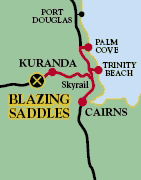 PORT
DOUGLAS
PALM
COVE
KURANDA
TRINITY
BEACH
Skyrail
BLAZING
SADDLES
CAIRNS